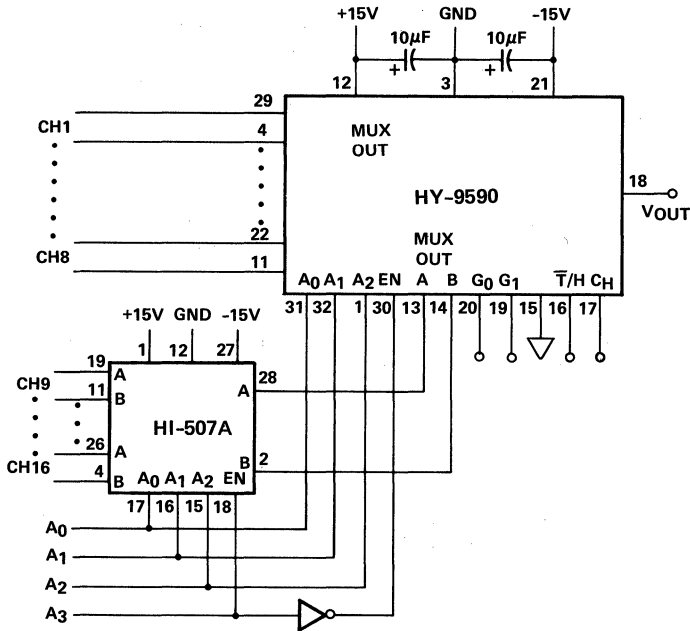 +15V GND -15V
10μF 10μF
+ +
12 3 21
29
CH1
4
MUX
OUT
HY-9590
18
VOUT
22
CH8
11
MUX
OUT
A0 A1 A2 EN A B G0 G1 T̅/H CH
31 32 1 30 13 14 20 19 15 16 17
+15V GND -15V
1 12 27
19 A
CH9
11 B
28
A
HI-507A
26 A
CH16
4 B
2
B
A0 A1 A2 EN
17 16 15 18
A0
A1
A2
A3